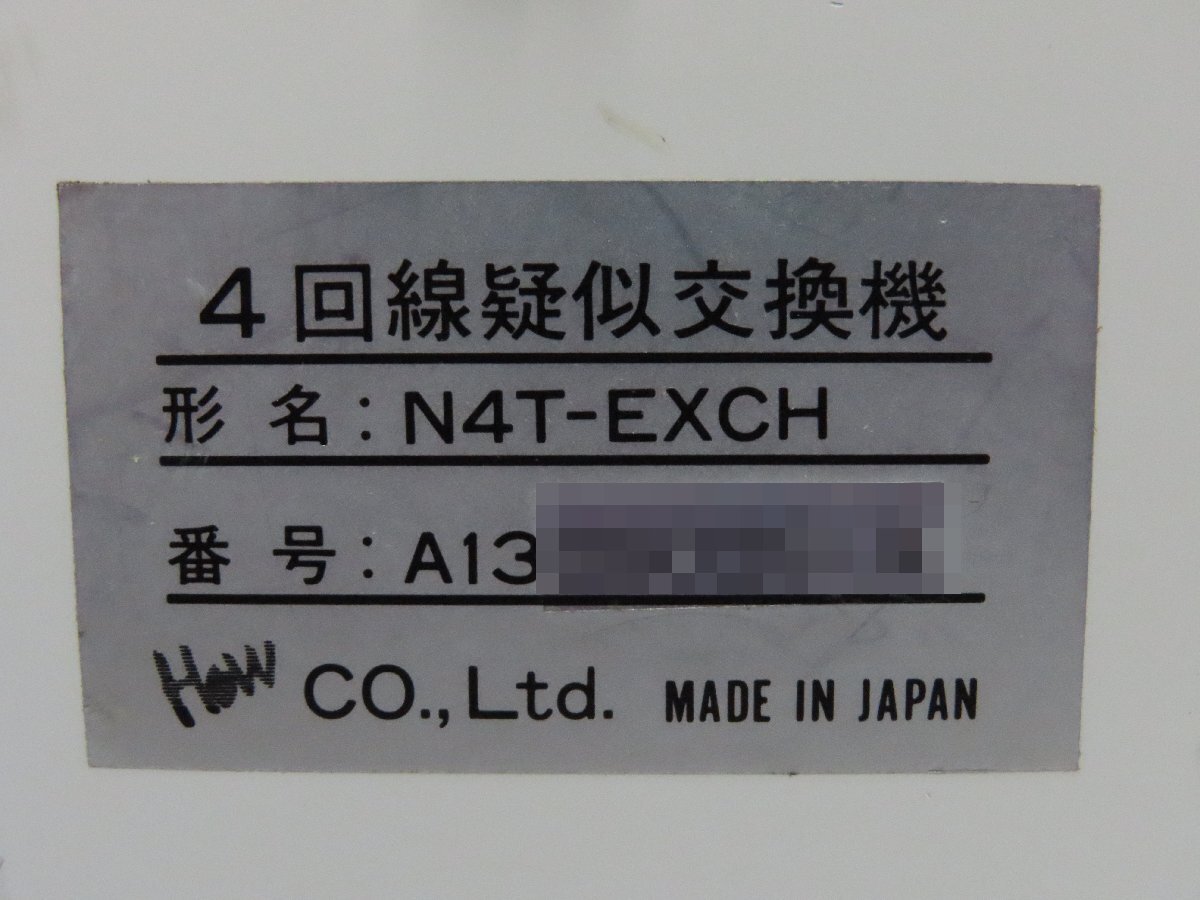 4回線疑似交換機
形名：N4T-EXCH
番号：A13
How CO., Ltd. MADE IN JAPAN